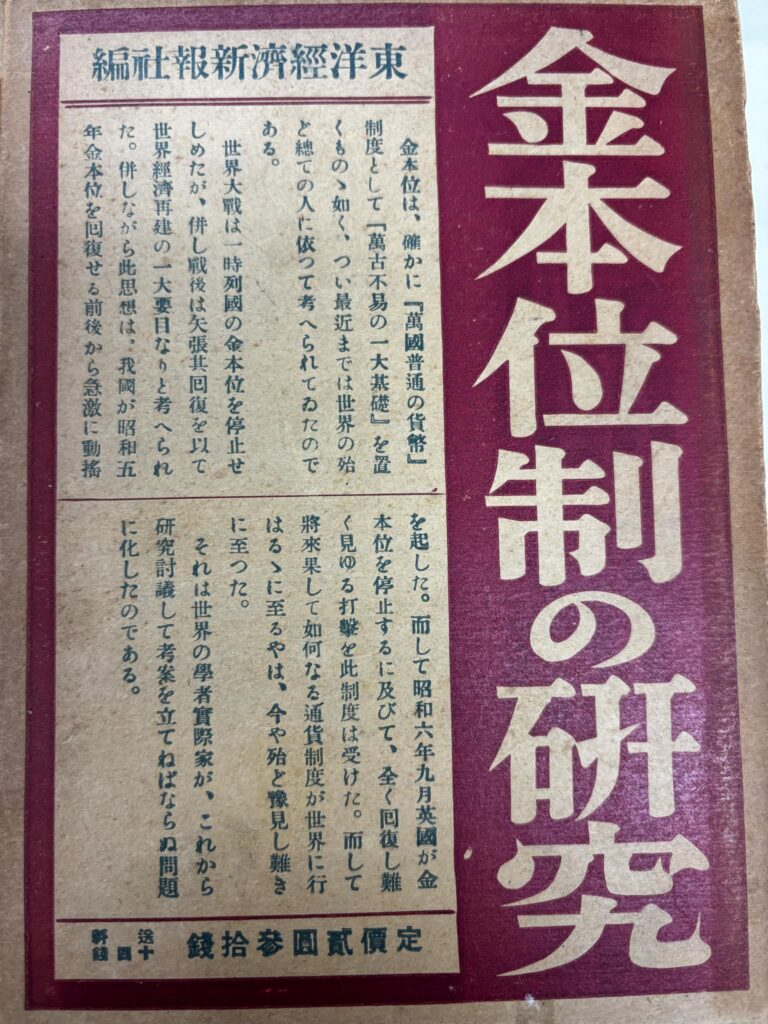 金本位制の研究
東洋經濟新報社編
金本位は、確かに『萬國普通の貨幣』
制度として『萬古不易の一大基礎』を置
くものゝ如く、つい最近までは世界の殆
ど總ての人に依つて考へられてゐたので
ある。
世界大戰は一時列國の金本位を停止せ
しめたが、併し戰後は矢張其回復を以て
世界經濟再建の一大要目なりと考へられ
た。併しながら此思想は、我國が昭和五
年金本位を回復せる前後から急激に動搖
を起した。而して昭和六年九月英國が金
本位を停止するに及びて、全く回復し難
く見ゆる打擊を此制度は受けた。而して
將來果して如何なる通貨制度が世界に行
はるゝに至るやは、今や殆と豫見し難き
に至つた。
それは世界の學者實際家が、これから
研究討議して考案を立てねばならぬ問題
に化したのである。
定價貳圓參拾錢
送料十四錢